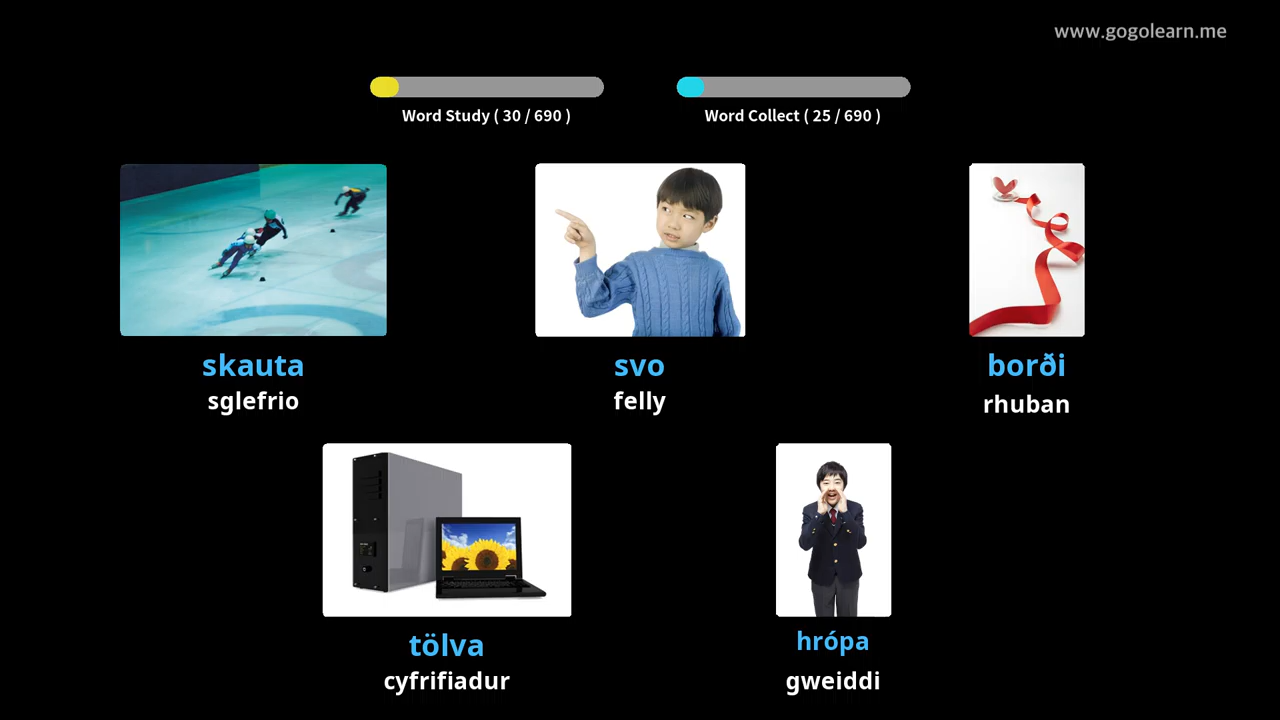 www.gogolearn.me
Word Study ( 30 / 690 )
Word Collect ( 25 / 690 )
skauta
sglefrio
svo
felly
borði
rhuban
tölva
cyfrifiadur
hrópa
gweiddi